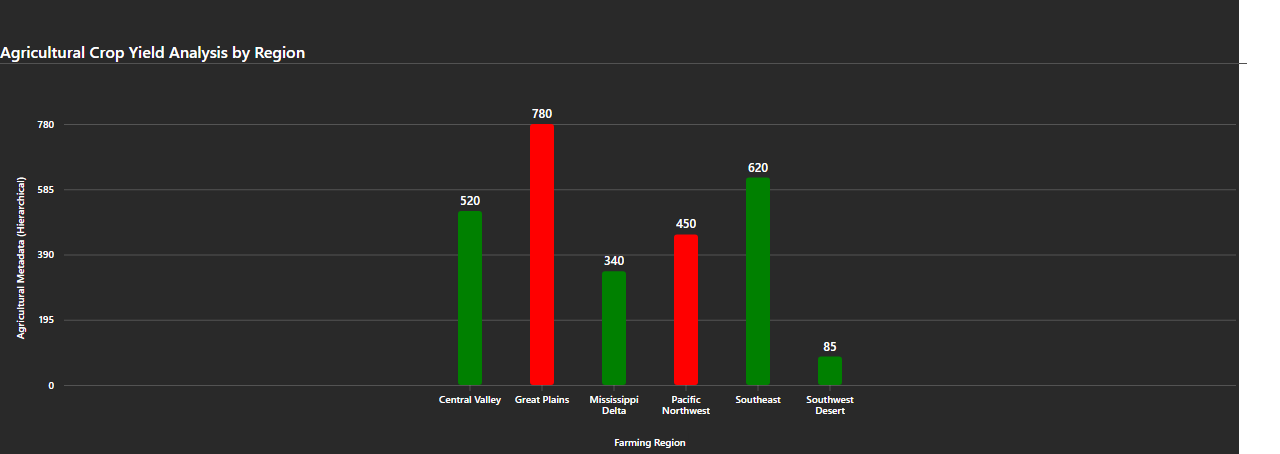 Agricultural Crop Yield Analysis by Region
Agricultural Metadata (Hierarchical)
780
585
390
195
0
520
780
340
450
620
85
Central Valley
Great Plains
Mississippi
Delta
Pacific
Northwest
Southeast
Southwest
Desert
Farming Region